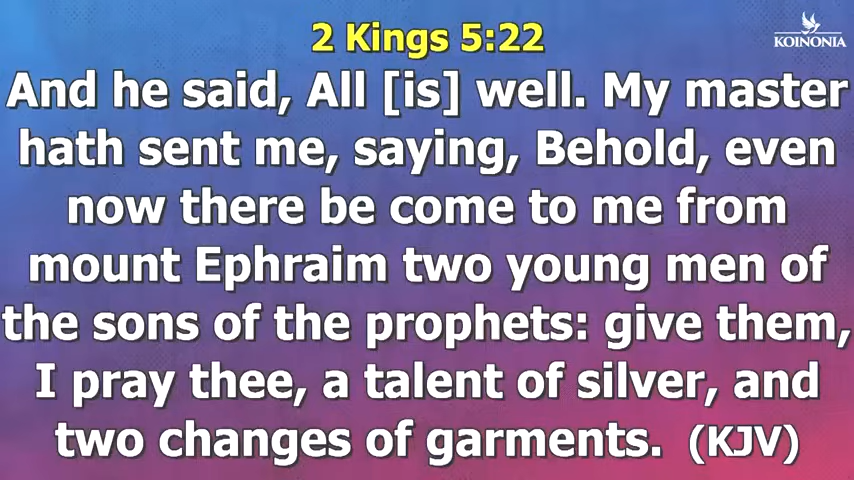 2 Kings 5:22
KOINONIA
And he said, All [is] well. My master
hath sent me, saying, Behold, even
now there be come to me from
mount Ephraim two young men of
the sons of the prophets: give them,
I pray thee, a talent of silver, and
two changes of garments. (KJV)